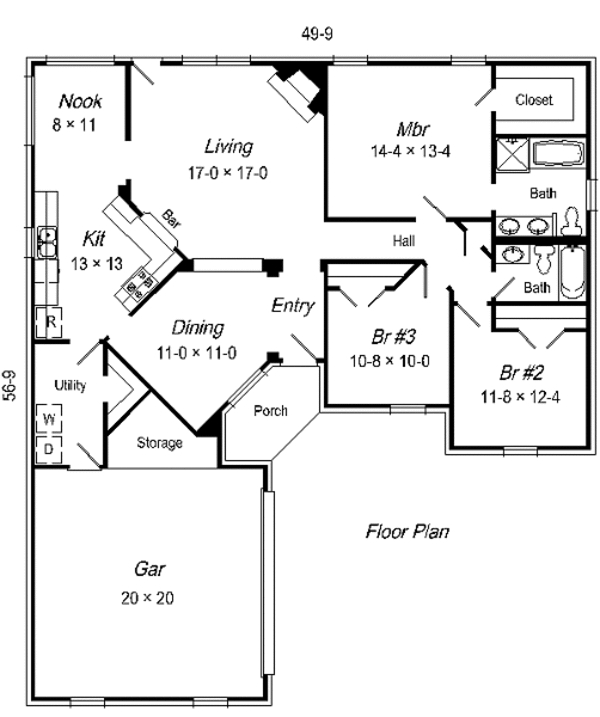 49-9
Nook
8 × 11
Living
17-0 × 17-0
Mbr
14-4 × 13-4
Closet
Bath
Bar
Kit
13 × 13
Hall
Bath
R
Dining
11-0 × 11-0
Entry
Br #3
10-8 × 10-0
Br #2
11-8 × 12-4
56-9
Utility
W
D
Porch
Storage
Floor Plan
Gar
20 × 20